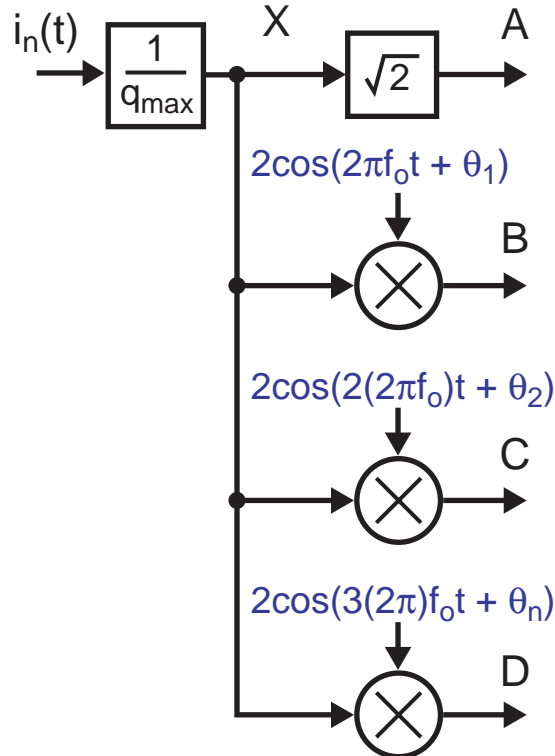 iₙ(t)
1
q_max
X
√2
A
2cos(2πfₒt + θ₁)
B
2cos(2(2πfₒ)t + θ₂)
C
2cos(3(2π)fₒt + θₙ)
D